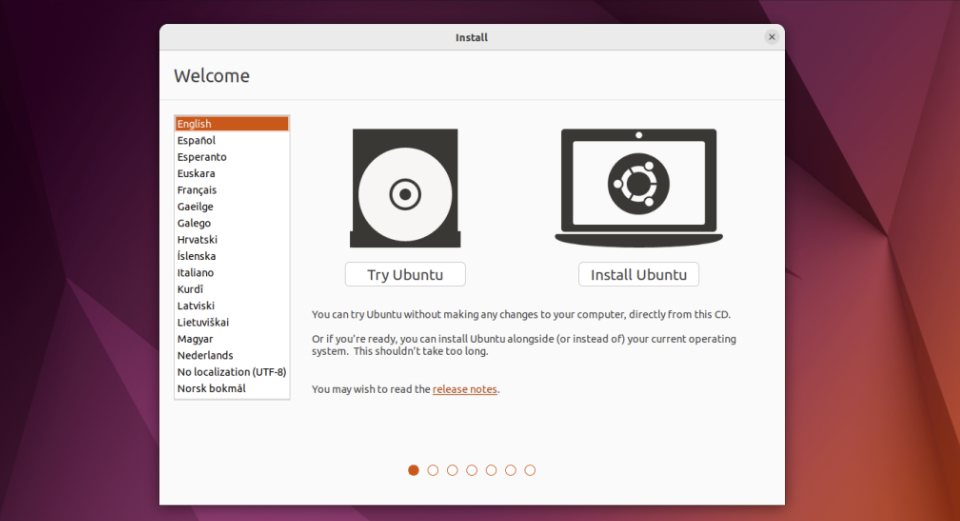 Install
Welcome
English
Español
Esperanto
Euskara
Français
Gaeilge
Galego
Hrvatski
Íslenska
Italiano
Kurdî
Latviski
Lietuviškai
Magyar
Nederlands
No localization (UTF-8)
Norsk bokmål
Try Ubuntu
Install Ubuntu
You can try Ubuntu without making any changes to your computer, directly from this CD.
Or if you're ready, you can install Ubuntu alongside (or instead of) your current operating
system. This shouldn't take too long.
You may wish to read the release notes.